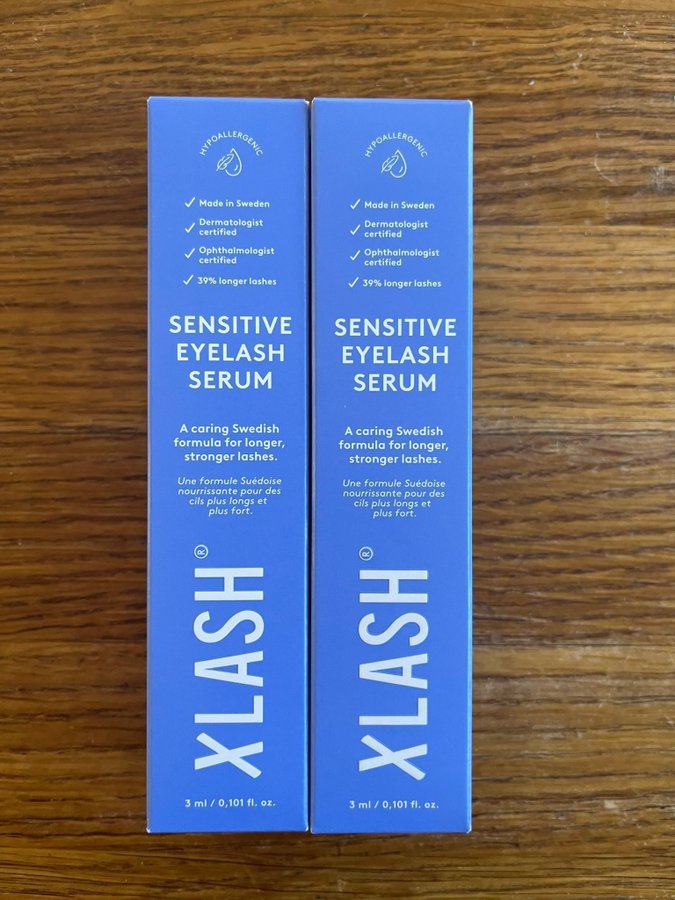 HYPOALLERGENIC
Made in Sweden
Dermatologist
certified
Ophthalmologist
certified
39% longer lashes
SENSITIVE
EYELASH
SERUM
A caring Swedish
formula for longer,
stronger lashes.
Une formule Suédoise
nourrissante pour des
cils plus longs et
plus fort.
XLASH®
3 ml / 0,101 fl. oz.
HYPOALLERGENIC
Made in Sweden
Dermatologist
certified
Ophthalmologist
certified
39% longer lashes
SENSITIVE
EYELASH
SERUM
A caring Swedish
formula for longer,
stronger lashes.
Une formule Suédoise
nourrissante pour des
cils plus longs et
plus fort.
XLASH®
3 ml / 0,101 fl. oz.